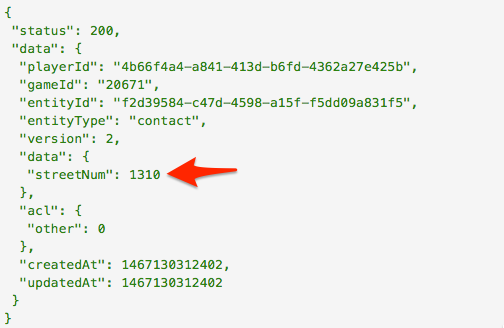 {
"status": 200,
"data": {
"playerId": "4b66f4a4-a841-413d-b6fd-4362a27e425b",
"gameId": "20671",
"entityId": "f2d39584-c47d-4598-a15f-f5dd09a831f5",
"entityType": "contact",
"version": 2,
"data": {
"streetNum": 1310
},
"acl": {
"other": 0
},
"createdAt": 1467130312402,
"updatedAt": 1467130312402
}
}